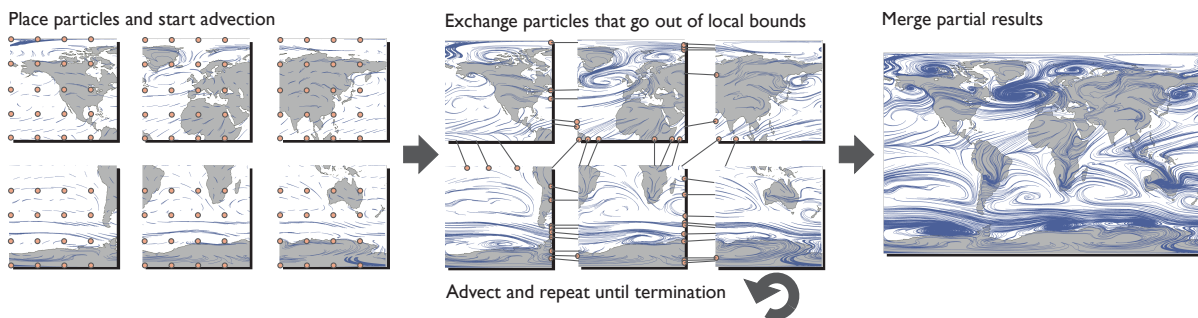 Place particles and start advection
Exchange particles that go out of local bounds
Merge partial results
Advect and repeat until termination